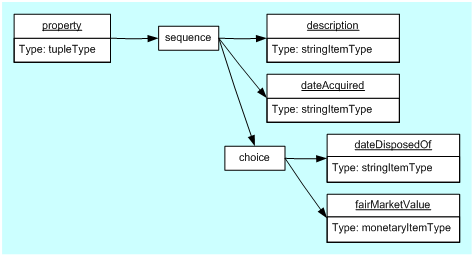 property
Type: tupleType
sequence
description
Type: stringItemType
dateAcquired
Type: stringItemType
choice
dateDisposedOf
Type: stringItemType
fairMarketValue
Type: monetaryItemType